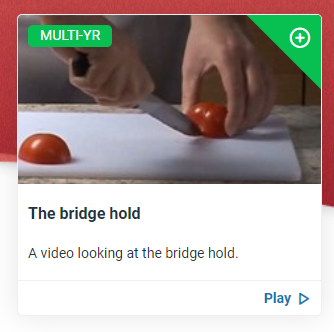 MULTI-YR
The bridge hold
A video looking at the bridge hold.
Play